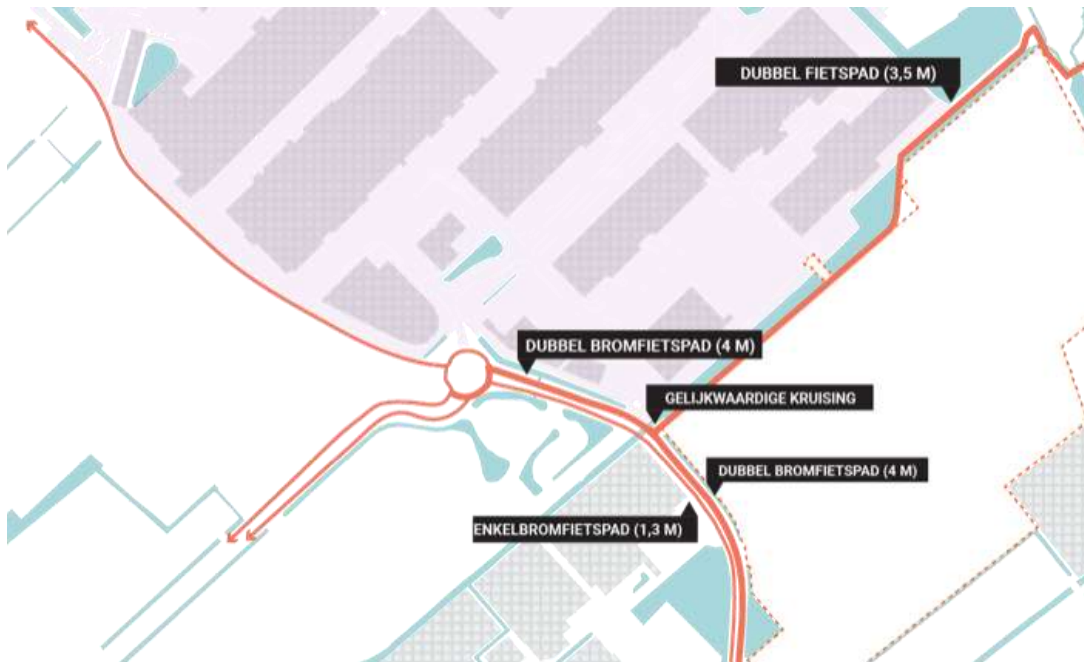 DUBBEL FIETSPAD (3,5 M)
DUBBEL BROMFIETSPAD (4 M)
GELIJKWAARDIGE KRUISING
DUBBEL BROMFIETSPAD (4 M)
ENKELBROMFIETSPAD (1,3 M)